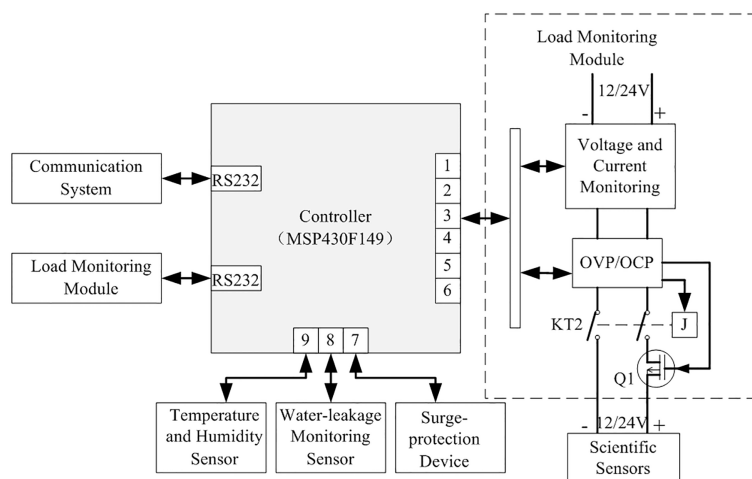 Load Monitoring
Module
12/24V
- +
Voltage and
Current
Monitoring
Communication
System
RS232
1
2
3
4
5
6
Controller
（MSP430F149）
Load Monitoring
Module
RS232
OVP/OCP
KT2
J
Q1
9 8 7
Temperature
and Humidity
Sensor
Water-leakage
Monitoring
Sensor
Surge-
protection
Device
- 12/24V +
Scientific
Sensors